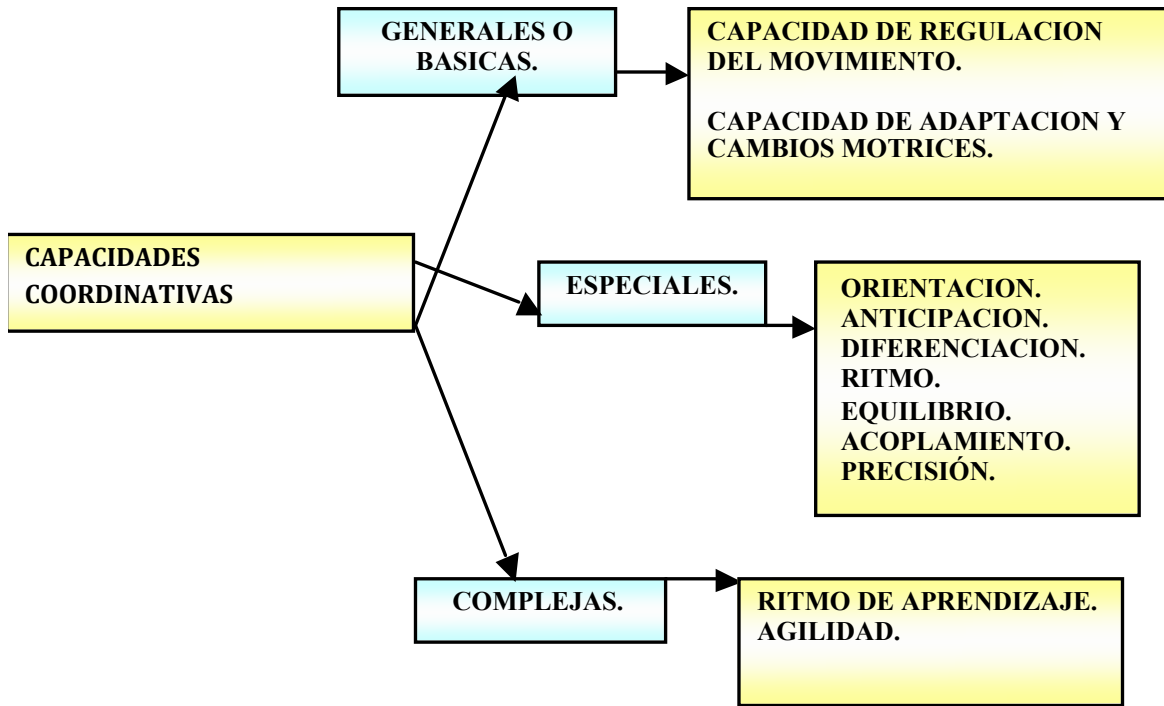 GENERALES O
BASICAS.
CAPACIDAD DE REGULACION
DEL MOVIMIENTO.
CAPACIDAD DE ADAPTACION Y
CAMBIOS MOTRICES.
CAPACIDADES
COORDINATIVAS
ESPECIALES.
ORIENTACION.
ANTICIPACION.
DIFERENCIACION.
RITMO.
EQUILIBRIO.
ACOPLAMIENTO.
PRECISIÓN.
COMPLEJAS.
RITMO DE APRENDIZAJE.
AGILIDAD.